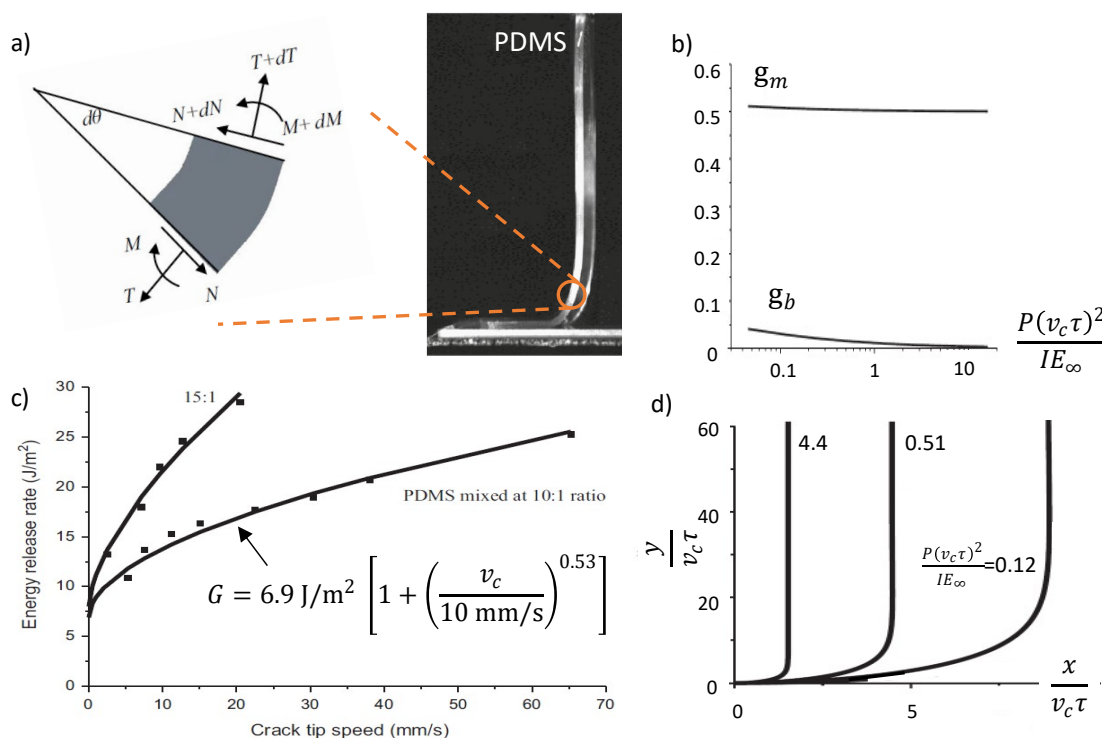 a)
T+dT
N+dN
M+ dM
dθ
M
T
N
PDMS
b)
0.6
g_m
0.5
0.4
0.3
0.2
g_b
0.1
0
0.1
1
10
P(v_cτ)²
IE_∞
c)
30
15:1
25
20
15
10
5
0
Energy release rate (J/m²)
PDMS mixed at 10:1 ratio
G = 6.9 J/m² [1 + (v_c / 10 mm/s)^0.53]
0 10 20 30 40 50 60 70
Crack tip speed (mm/s)
d)
60
40
20
0
y
v_cτ
4.4
0.51
P(v_cτ)²
IE_∞ =0.12
0
5
x
v_cτ